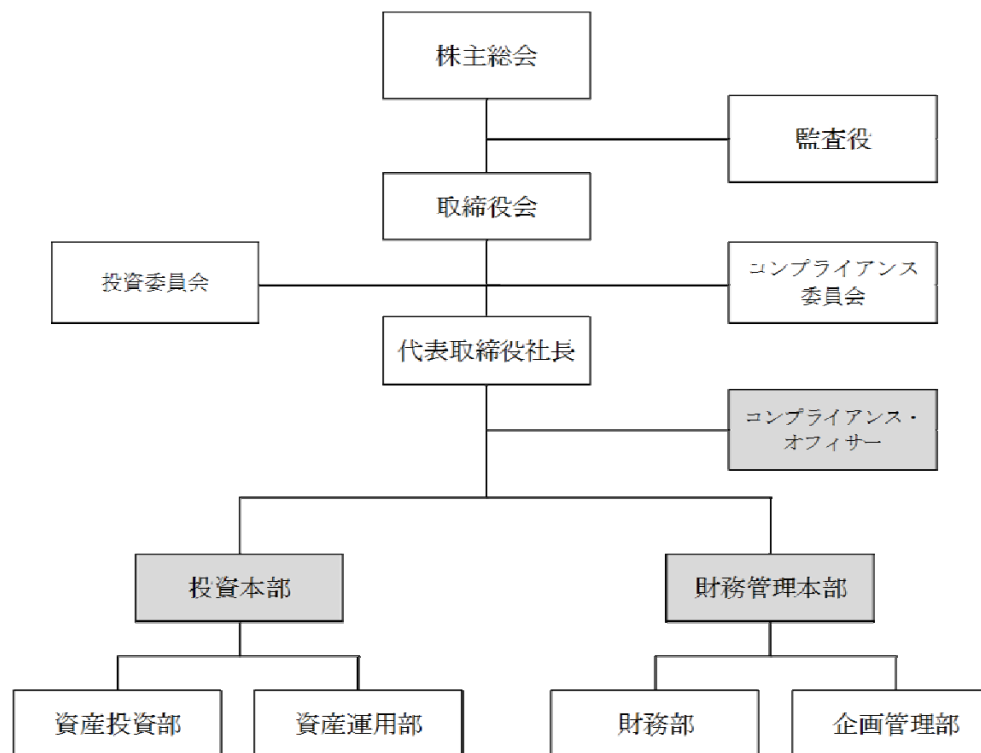 株主総会
監査役
取締役会
投資委員会
コンプライアンス
委員会
代表取締役社長
コンプライアンス・
オフィサー
投資本部
財務管理本部
資産投資部
資産運用部
財務部
企画管理部